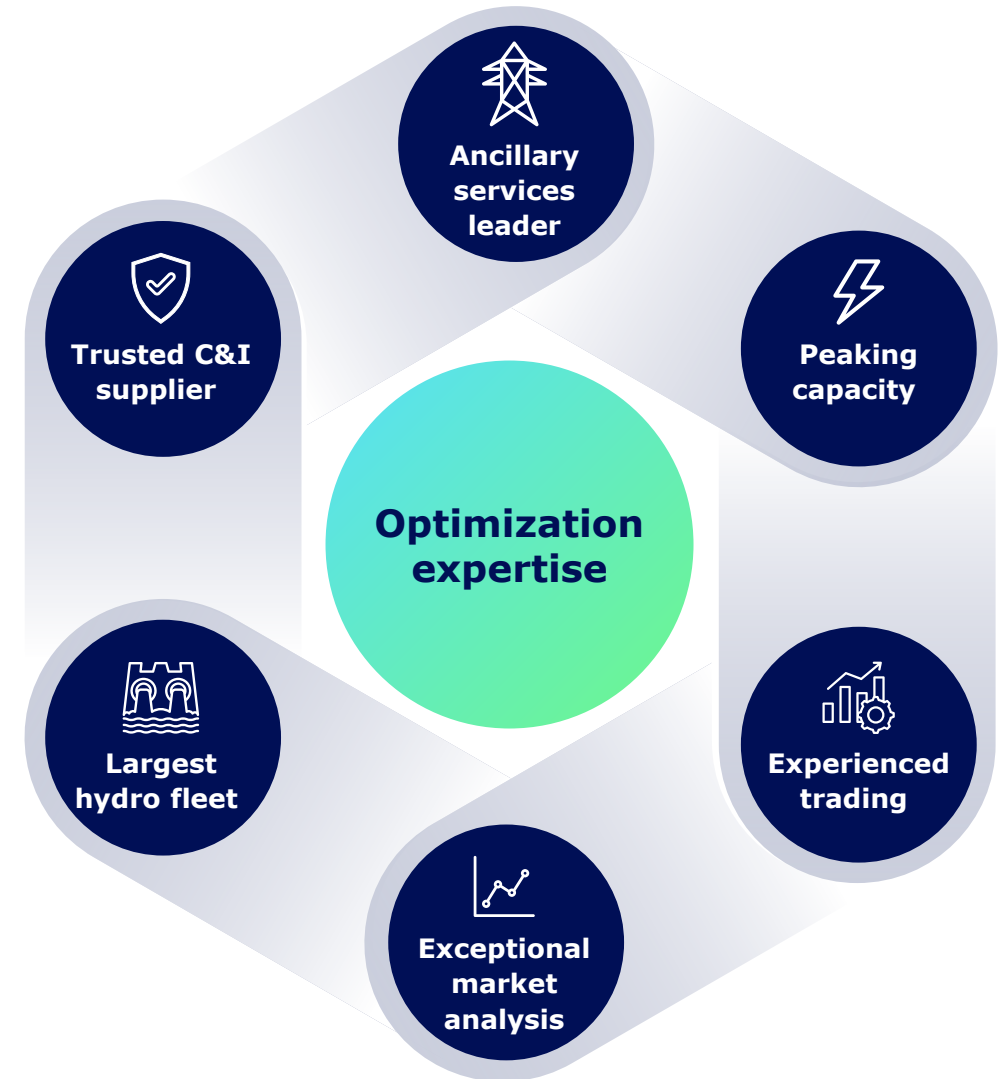 Ancillary
services
leader
Peaking
capacity
Experienced
trading
Exceptional
market
analysis
Largest
hydro fleet
Trusted C&I
supplier
Optimization
expertise